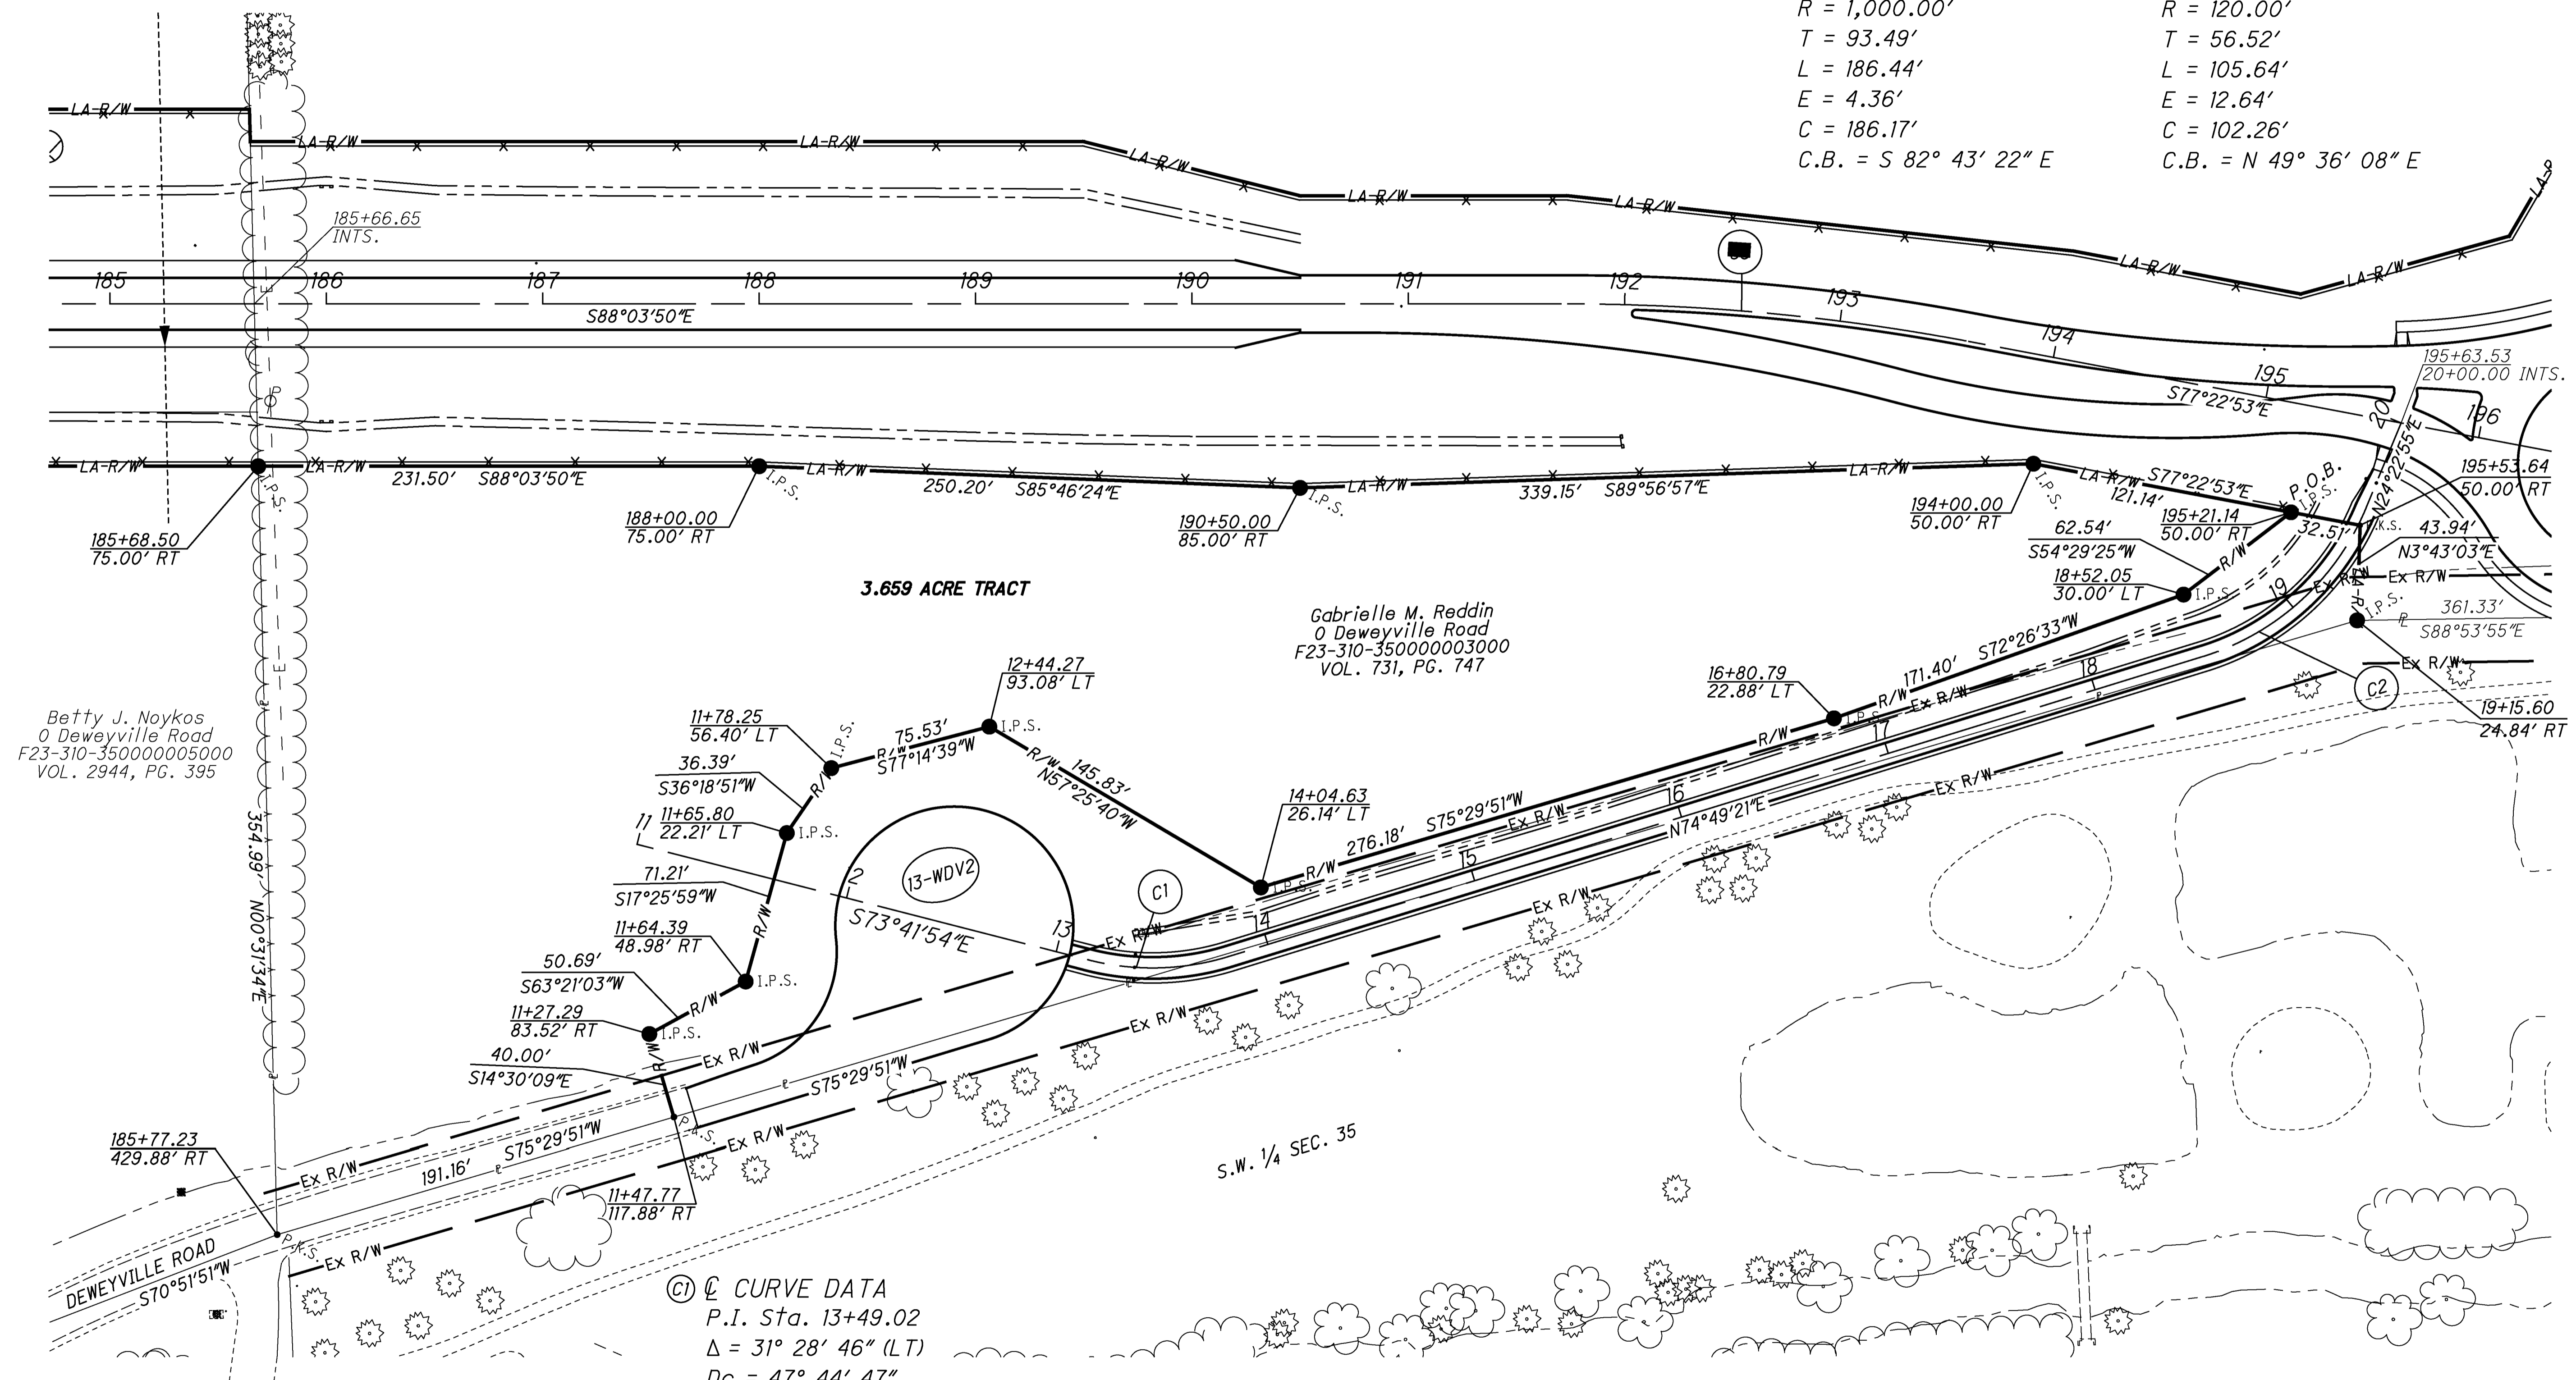 R = 1,000.00'
T = 93.49'
L = 186.44'
E = 4.36'
C = 186.17'
C.B. = S 82° 43' 22" E
R = 120.00'
T = 56.52'
L = 105.64'
E = 12.64'
C = 102.26'
C.B. = N 49° 36' 08" E
LA-R/W
LA-R/W
LA-R/W
LA-R/W
LA-R/W
LA-R/W
LA-R/W
LA-R/W
185+66.65
INTS.
185
186
187
188
189
190
191
192
193
194
195
196
S88°03'50"E
S77°22'53"E
195+63.53
20+00.00 INTS.
20
N24°22'55"E
LA-R/W
LA-R/W
LA-R/W
LA-R/W
LA-R/W
LA-R/W
231.50'
S88°03'50"E
250.20'
S85°46'24"E
339.15'
S89°56'57"E
S77°22'53"E
121.14'
P.O.B.
I.P.S.
I.P.S.
I.P.S.
I.P.S.
I.P.S.
195+53.64
50.00' RT
185+68.50
75.00' RT
188+00.00
75.00' RT
190+50.00
85.00' RT
194+00.00
50.00' RT
195+21.14
50.00' RT
32.51'
43.94'
N3°43'03"E
62.54'
S54°29'25"W
R/W
18+52.05
30.00' LT
I.P.S.
19
Ex R/W
Ex R/W
I.P.S.
361.33'
S88°53'55"E
3.659 ACRE TRACT
Gabrielle M. Reddin
0 Deweyville Road
F23-310-350000003000
VOL. 731, PG. 747
S72°26'33"W
171.40'
R/W
Ex R/W
18
Ex R/W
C2
19+15.60
24.84' RT
16+80.79
22.88' LT
I.P.S.
12+44.27
93.08' LT
I.P.S.
Betty J. Noykos
0 Deweyville Road
F23-310-350000005000
VOL. 2944, PG. 395
11+78.25
56.40' LT
I.P.S.
75.53'
R/W
S77°14'39"W
R/W
145.83'
N57°25'40"W
R/W
17
36.39'
S36°18'51"W
R/W
14+04.63
26.14' LT
I.P.S.
S75°29'51"W
276.18'
R/W
Ex R/W
16
N74°49'21"E
Ex R/W
11
11+65.80
22.21' LT
I.P.S.
15
354.99'
N00°31'34"E
71.21'
S17°25'59"W
R/W
2
13-WDV2
C1
S73°41'54"E
13
Ex R/W
14
Ex R/W
11+64.39
48.98' RT
I.P.S.
50.69'
S63°21'03"W
R/W
11+27.29
83.52' RT
I.P.S.
R/W
40.00'
S14°30'09"E
Ex R/W
Ex R/W
S75°29'51"W
Ex R/W
185+77.23
429.88' RT
S75°29'51"W
191.16'
Ex R/W
S.W. 1/4 SEC. 35
11+47.77
117.88' RT
P.K.S.
Ex R/W
DEWEYVILLE ROAD
S70°51'51"W
C1 ℄ CURVE DATA
P.I. Sta. 13+49.02
Δ = 31° 28' 46" (LT)
Dc = 47° 44' 47"